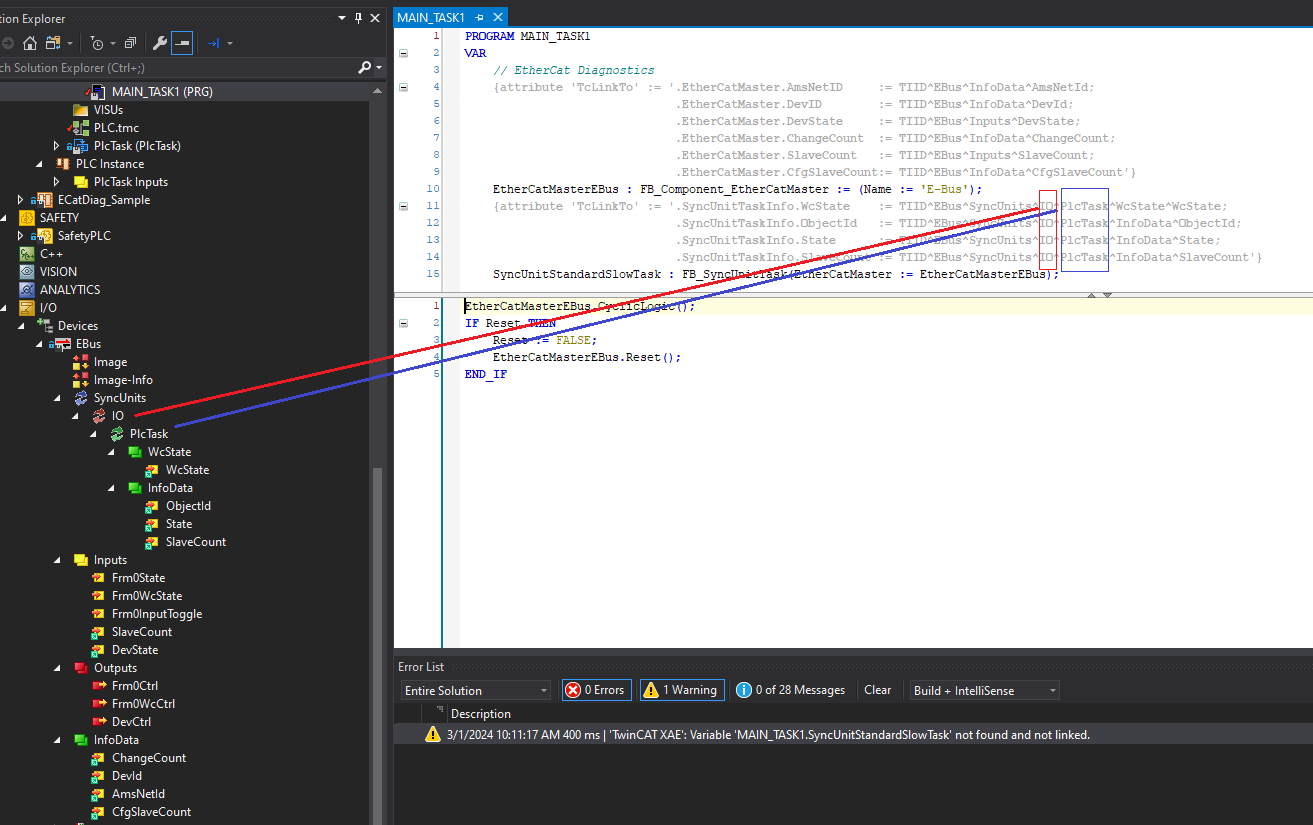 tion Explorer
ch Solution Explorer (Ctrl+;)
MAIN_TASK1 (PRG)
VISUs
PLC.tmc
PlcTask (PlcTask)
PLC Instance
PlcTask Inputs
ECatDiag_Sample
SAFETY
SafetyPLC
C++
VISION
ANALYTICS
I/O
Devices
EBus
Image
Image-Info
SyncUnits
IO
PlcTask
WcState
WcState
InfoData
ObjectId
State
SlaveCount
Inputs
Frm0State
Frm0WcState
Frm0InputToggle
SlaveCount
DevState
Outputs
Frm0Ctrl
Frm0WcCtrl
DevCtrl
InfoData
ChangeCount
DevId
AmsNetId
CfgSlaveCount
MAIN_TASK1
1 PROGRAM MAIN_TASK1
2 VAR
3 // EtherCat Diagnostics
4 {attribute 'TcLinkTo' := '.EtherCatMaster.AmsNetID := TIID^EBus^InfoData^AmsNetId;
5 .EtherCatMaster.DevID := TIID^EBus^InfoData^DevId;
6 .EtherCatMaster.DevState := TIID^EBus^Inputs^DevState;
7 .EtherCatMaster.ChangeCount := TIID^EBus^InfoData^ChangeCount;
8 .EtherCatMaster.SlaveCount := TIID^EBus^Inputs^SlaveCount;
9 .EtherCatMaster.CfgSlaveCount:= TIID^EBus^InfoData^CfgSlaveCount'}
10 EtherCatMasterEBus : FB_Component_EtherCatMaster := (Name := 'E-Bus');
11 {attribute 'TcLinkTo' := '.SyncUnitTaskInfo.WcState := TIID^EBus^SyncUnits^IO^PlcTask^WcState^WcState;
12 .SyncUnitTaskInfo.ObjectId := TIID^EBus^SyncUnits^IO^PlcTask^InfoData^ObjectId;
13 .SyncUnitTaskInfo.State := TIID^EBus^SyncUnits^IO^PlcTask^InfoData^State;
14 .SyncUnitTaskInfo.SlaveCount := TIID^EBus^SyncUnits^IO^PlcTask^InfoData^SlaveCount'}
15 SyncUnitStandardSlowTask : FB_SyncUnitTask(EtherCatMaster := EtherCatMasterEBus);
1 EtherCatMasterEBus.CyclicLogic();
2 IF Reset THEN
3 Reset := FALSE;
4 EtherCatMasterEBus.Reset();
5 END_IF
Error List
Entire Solution 0 Errors 1 Warning 0 of 28 Messages Clear Build + IntelliSense
Description
3/1/2024 10:11:17 AM 400 ms | 'TwinCAT XAE': Variable 'MAIN_TASK1.SyncUnitStandardSlowTask' not found and not linked.